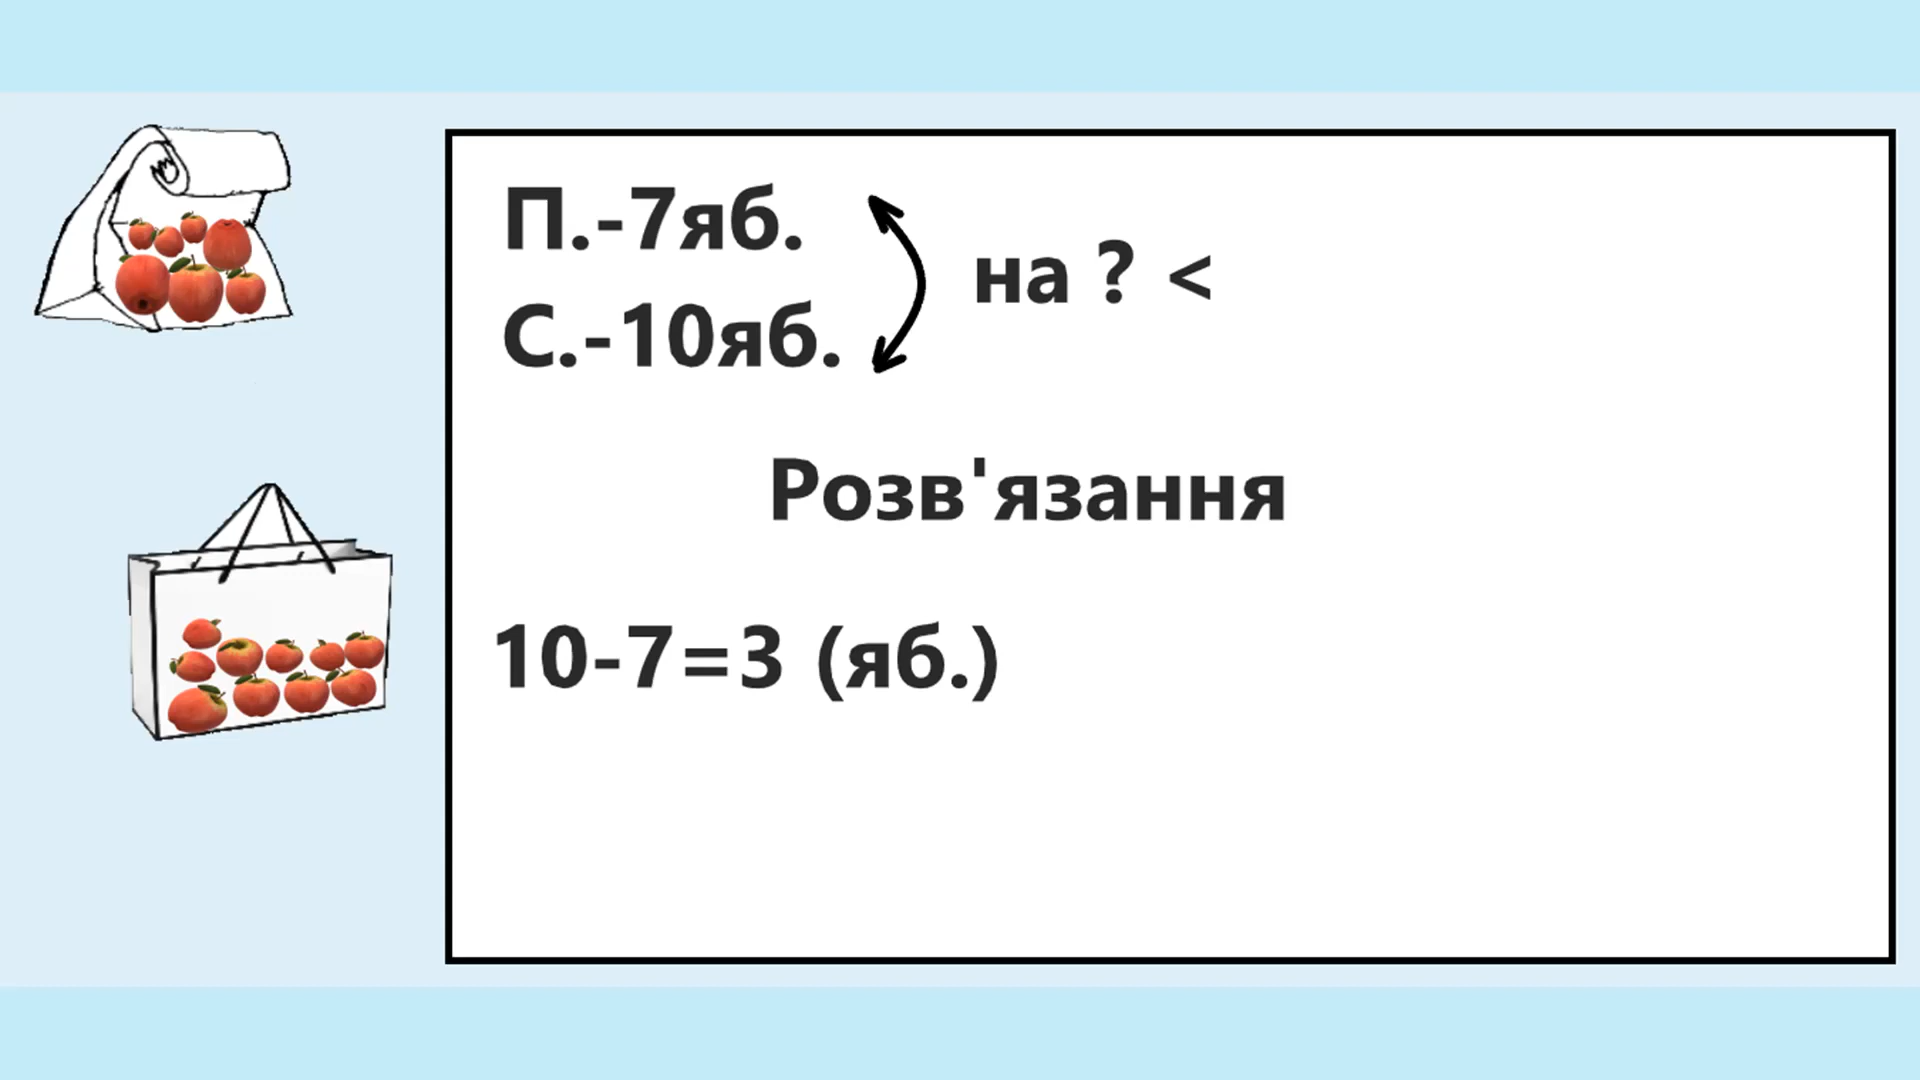 П.-7яб.
на ? <
С.-10яб.
Розв'язання
10-7=3 (яб.)